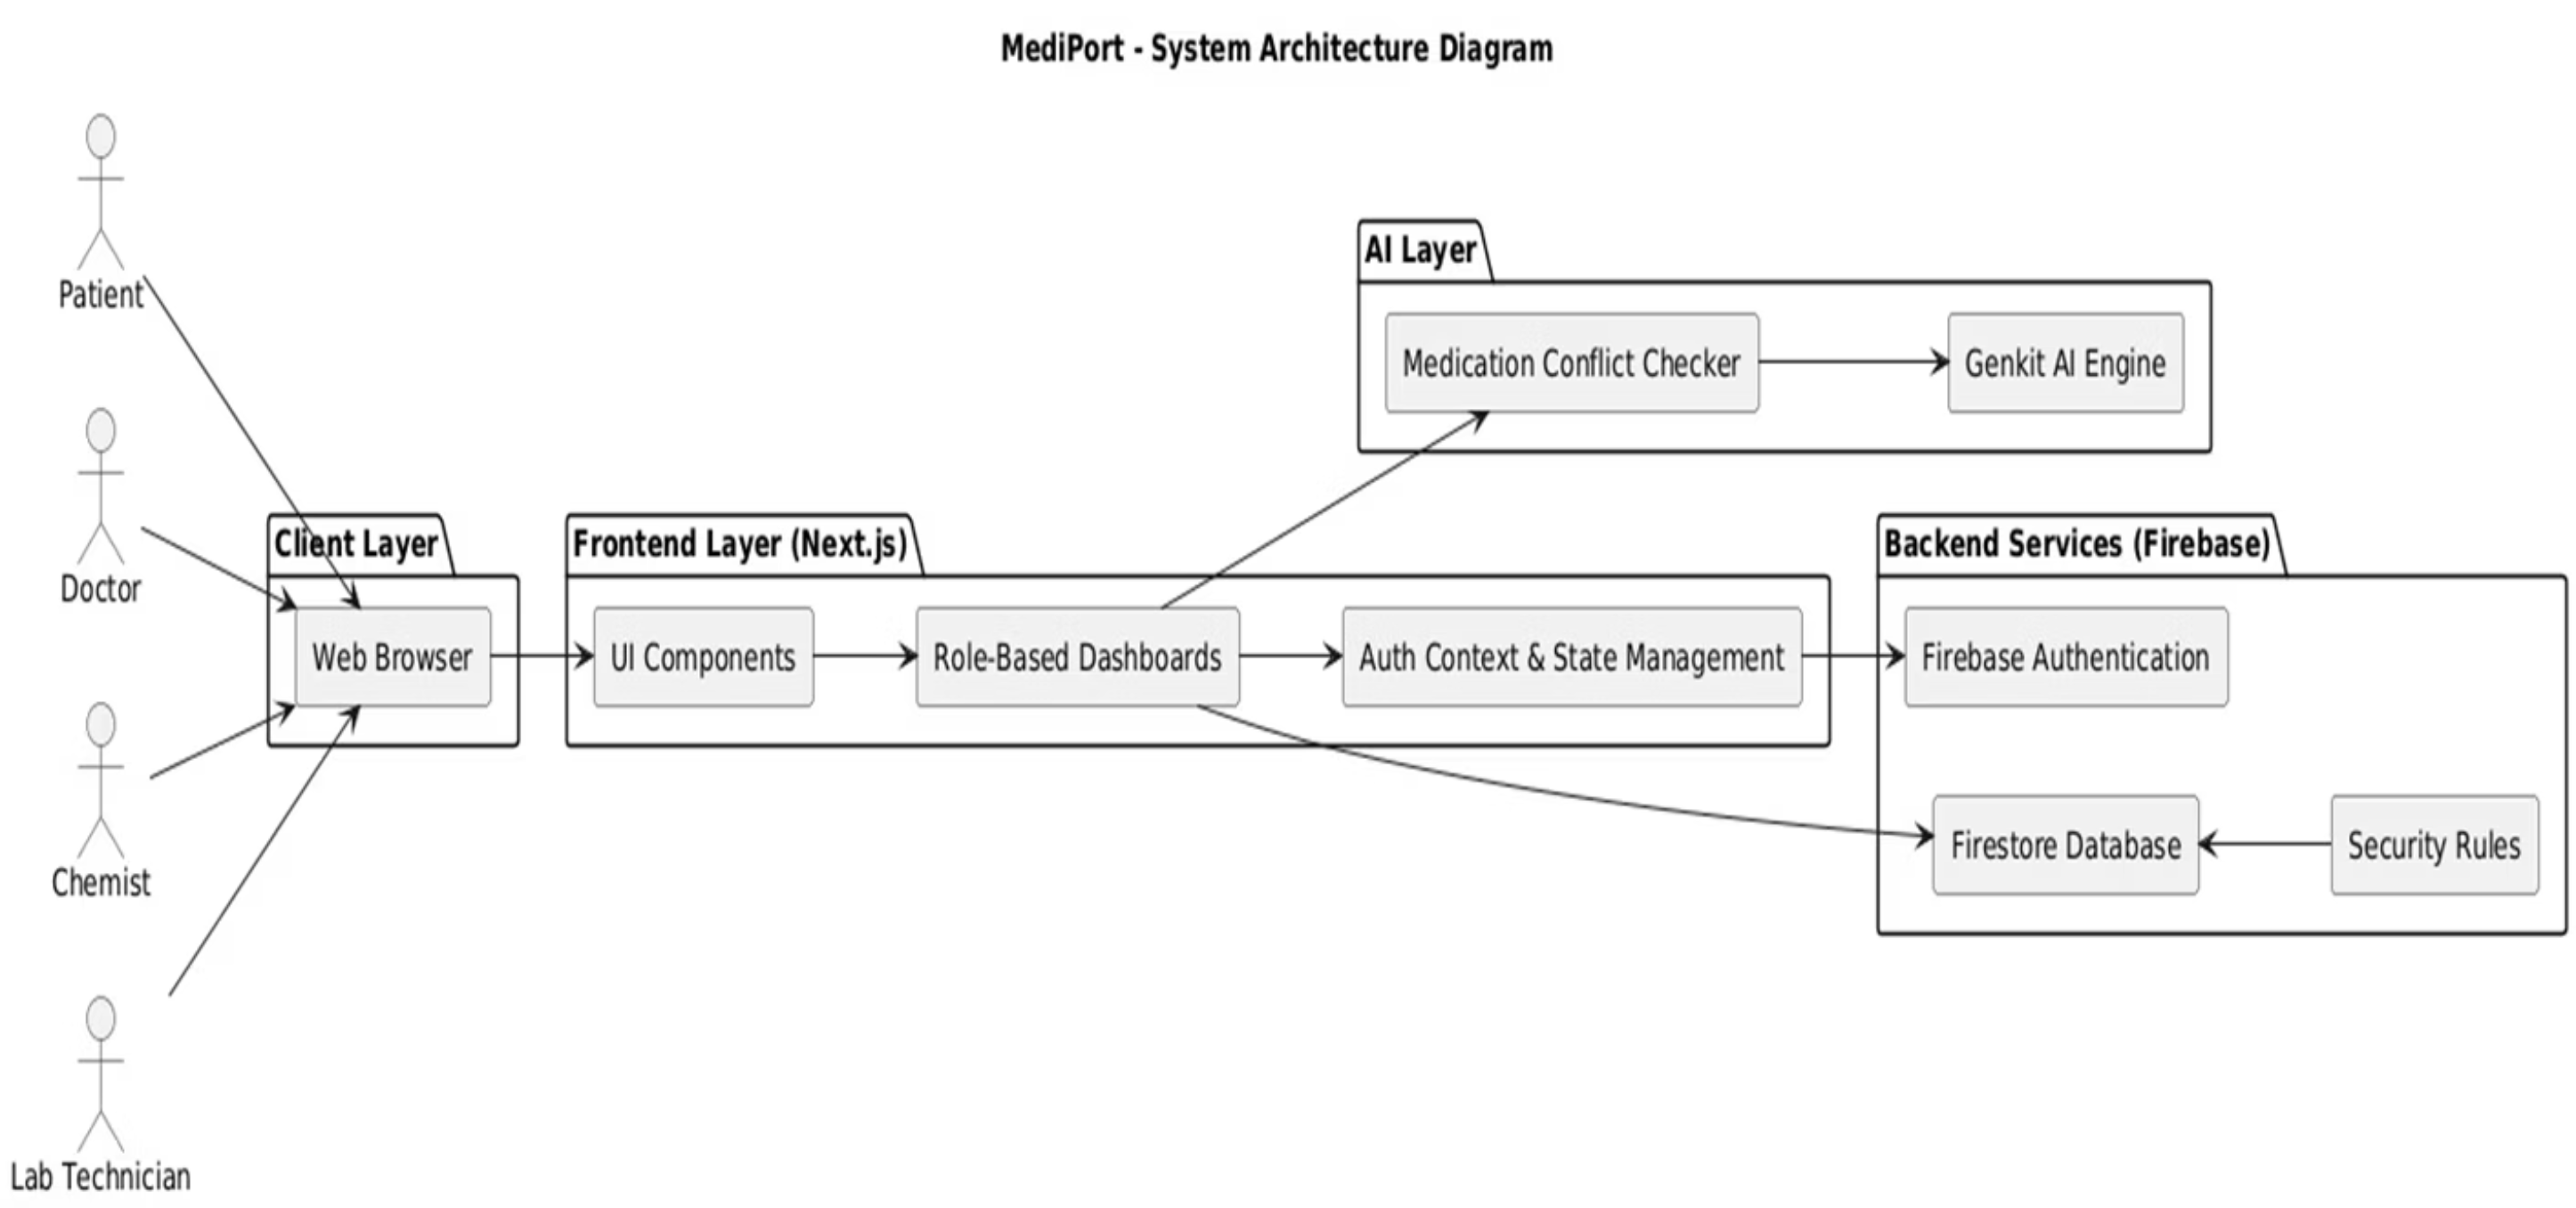 MediPort - System Architecture Diagram
Patient
Doctor
Chemist
Lab Technician
Client Layer
Web Browser
Frontend Layer (Next.js)
UI Components
Role-Based Dashboards
Auth Context & State Management
AI Layer
Medication Conflict Checker
Genkit AI Engine
Backend Services (Firebase)
Firebase Authentication
Firestore Database
Security Rules